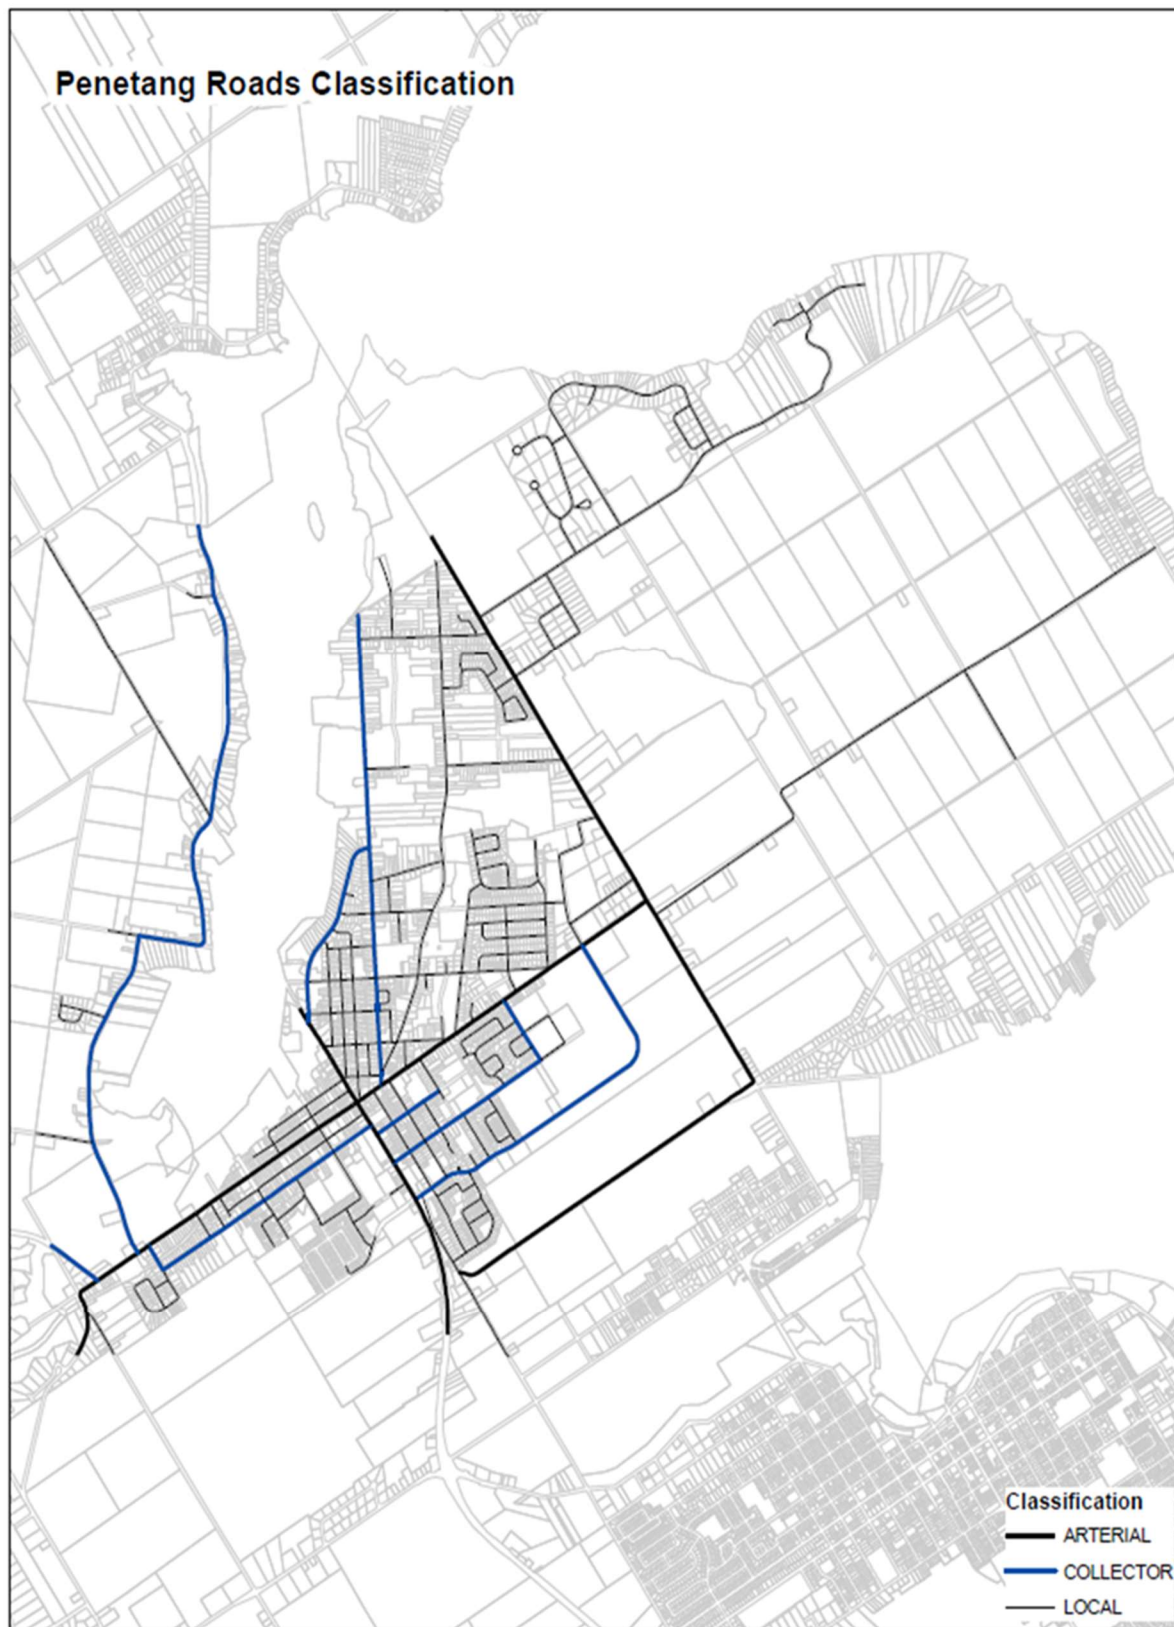 Penetang Roads Classification
Classification
ARTERIAL
COLLECTOR
LOCAL